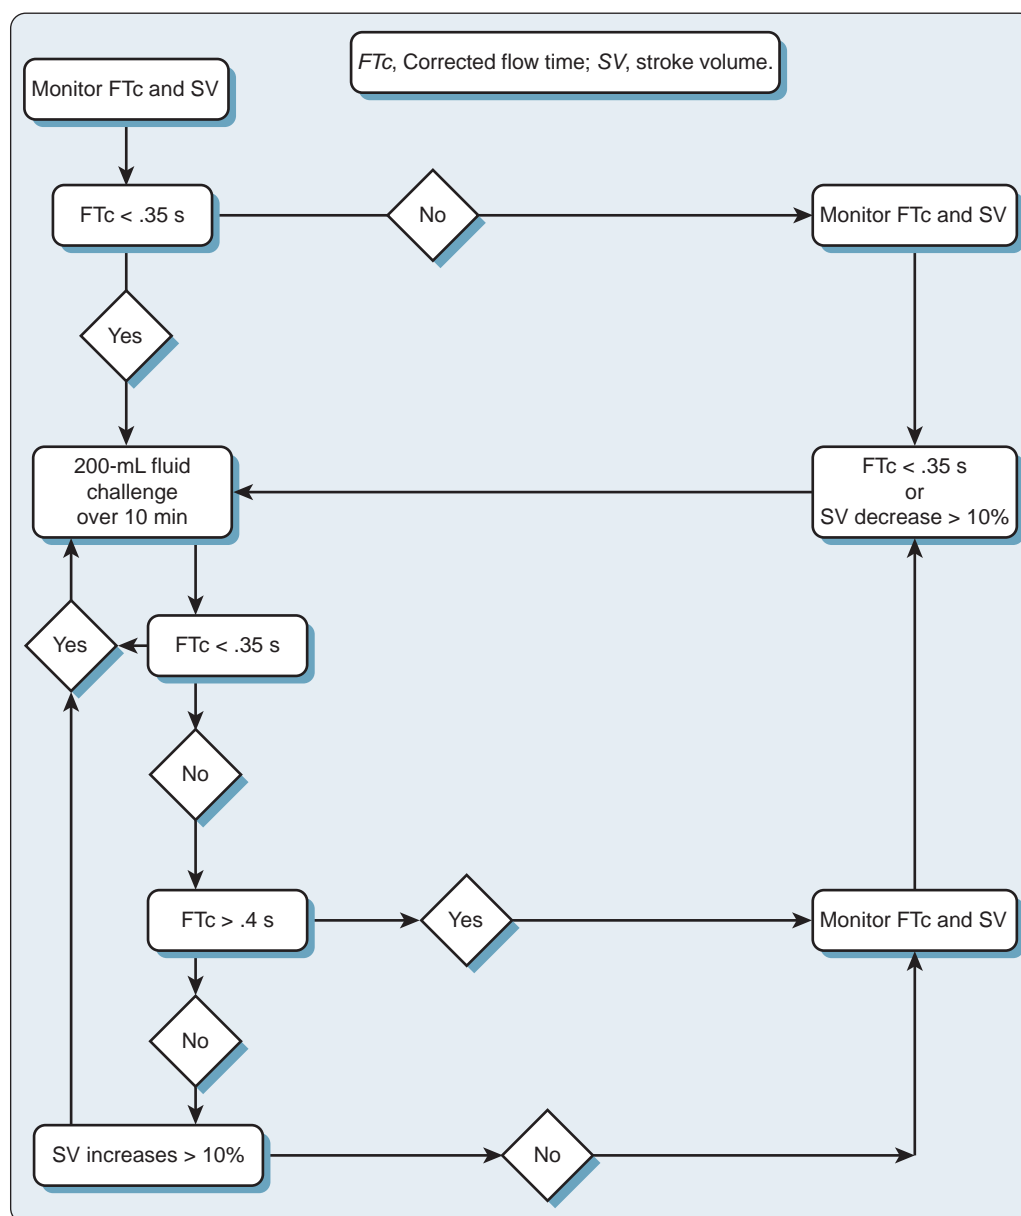 FTc, Corrected flow time; SV, stroke volume.
Monitor FTc and SV
FTc < .35 s
No
Monitor FTc and SV
Yes
200-mL fluid
challenge
over 10 min
FTc < .35 s
or
SV decrease > 10%
Yes
FTc < .35 s
No
FTc > .4 s
Yes
Monitor FTc and SV
No
SV increases > 10%
No